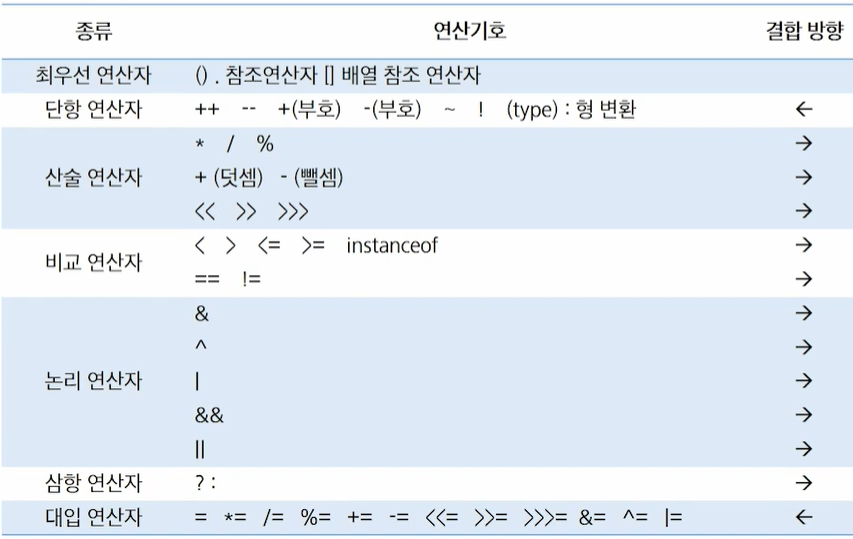 종류 연산기호 결합 방향
최우선 연산자 () . 참조연산자 [] 배열 참조 연산자
단항 연산자 ++ -- +(부호) -(부호) ~ ! (type) : 형 변환 ←
* / % →
산술 연산자 + (덧셈) - (뺄셈) →
<< >> >>> →
비교 연산자 < > <= >= instanceof →
== != →
& →
^ →
논리 연산자 | →
&& →
|| →
삼항 연산자 ? : →
대입 연산자 = *= /= %= += -= <<= >>= >>>= &= ^= |= ←